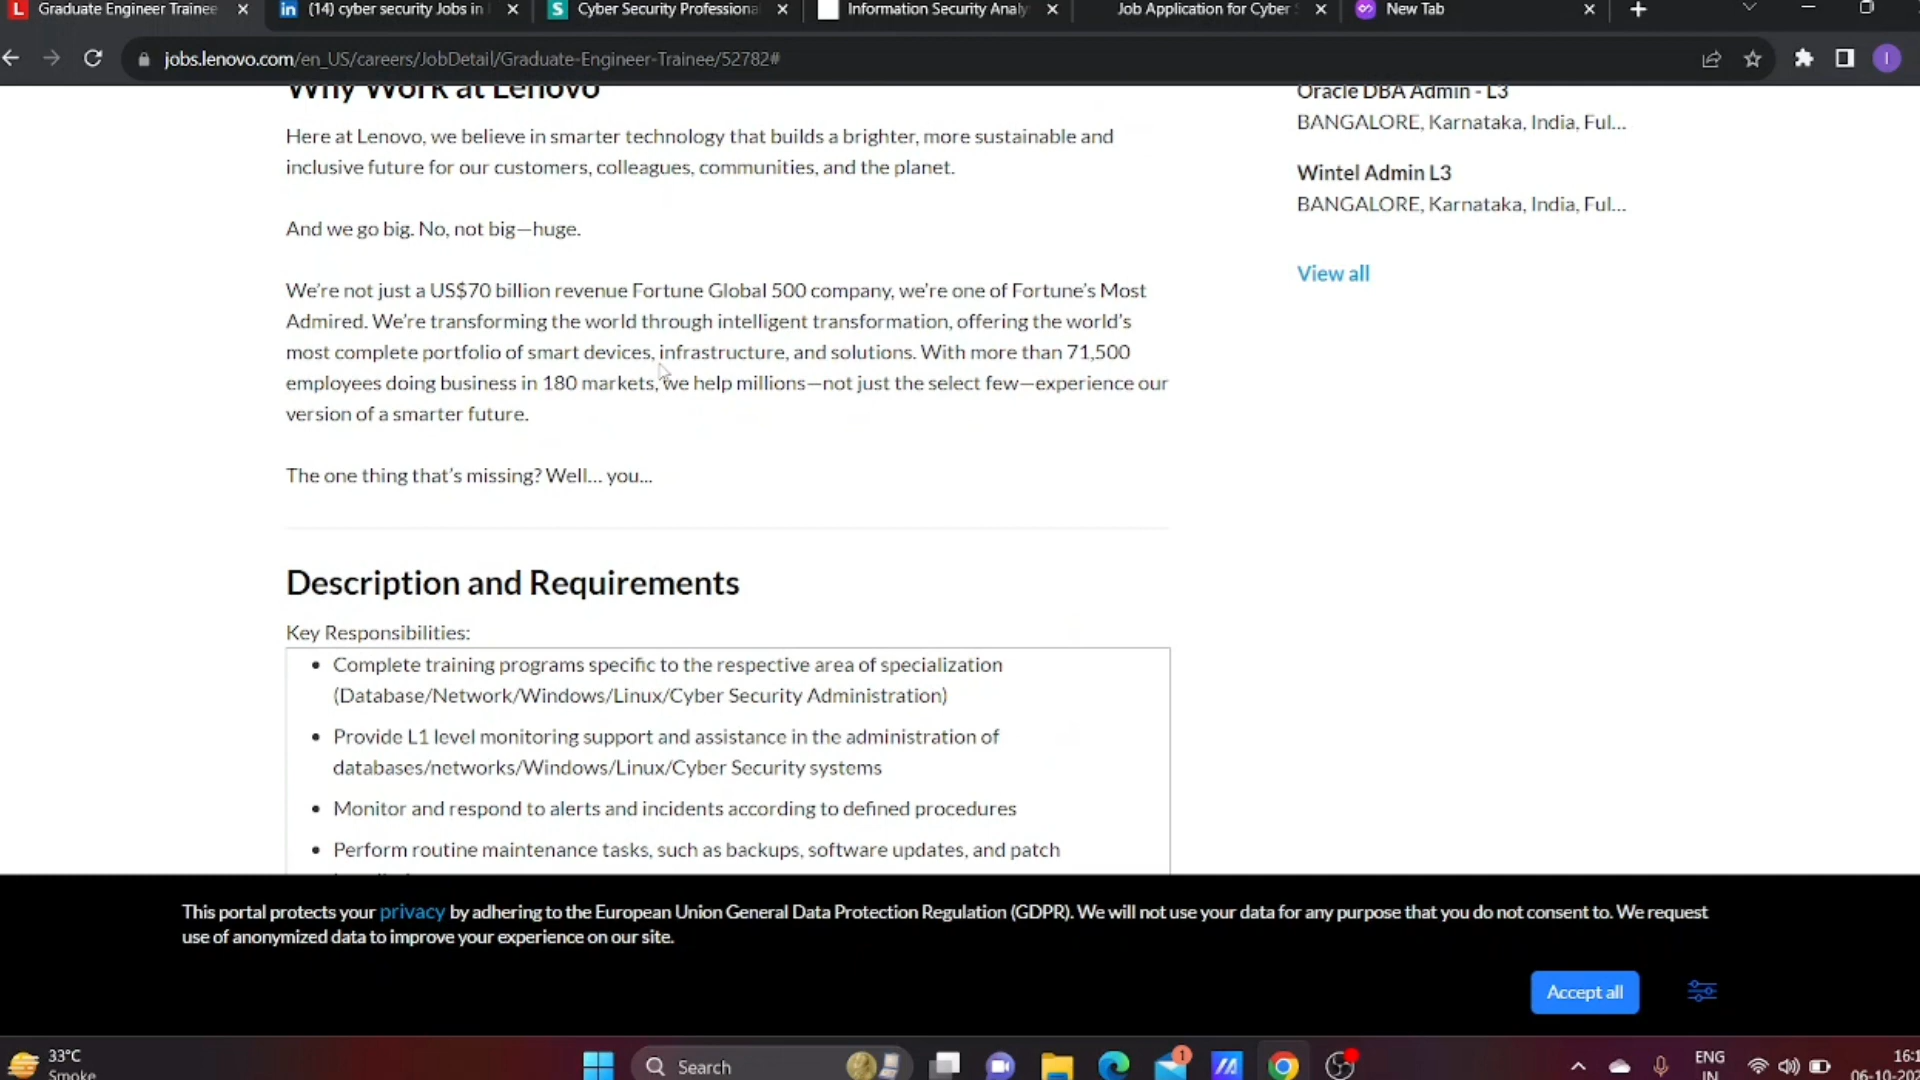 Graduate Engineer Trainee
(14) cyber security Jobs in
Cyber Security Professiona
Information Security Analy
Job Application for Cyber
New Tab
jobs.lenovo.com/en_US/careers/JobDetail/Graduate-Engineer-Trainee/52782#
Why Work at Lenovo
Here at Lenovo, we believe in smarter technology that builds a brighter, more sustainable and
inclusive future for our customers, colleagues, communities, and the planet.
And we go big. No, not big—huge.
We're not just a US$70 billion revenue Fortune Global 500 company, we're one of Fortune's Most
Admired. We're transforming the world through intelligent transformation, offering the world's
most complete portfolio of smart devices, infrastructure, and solutions. With more than 71,500
employees doing business in 180 markets, we help millions—not just the select few—experience our
version of a smarter future.
The one thing that's missing? Well... you...
Oracle DBA Admin - L3
BANGALORE, Karnataka, India, Ful...
Wintel Admin L3
BANGALORE, Karnataka, India, Ful...
View all
Description and Requirements
Key Responsibilities:
• Complete training programs specific to the respective area of specialization
(Database/Network/Windows/Linux/Cyber Security Administration)
• Provide L1 level monitoring support and assistance in the administration of
databases/networks/Windows/Linux/Cyber Security systems
• Monitor and respond to alerts and incidents according to defined procedures
• Perform routine maintenance tasks, such as backups, software updates, and patch
This portal protects your privacy by adhering to the European Union General Data Protection Regulation (GDPR). We will not use your data for any purpose that you do not consent to. We request
use of anonymized data to improve your experience on our site.
Accept all
33°C
Smoke
Search
1
ENG
IN
16:1
06-10-202